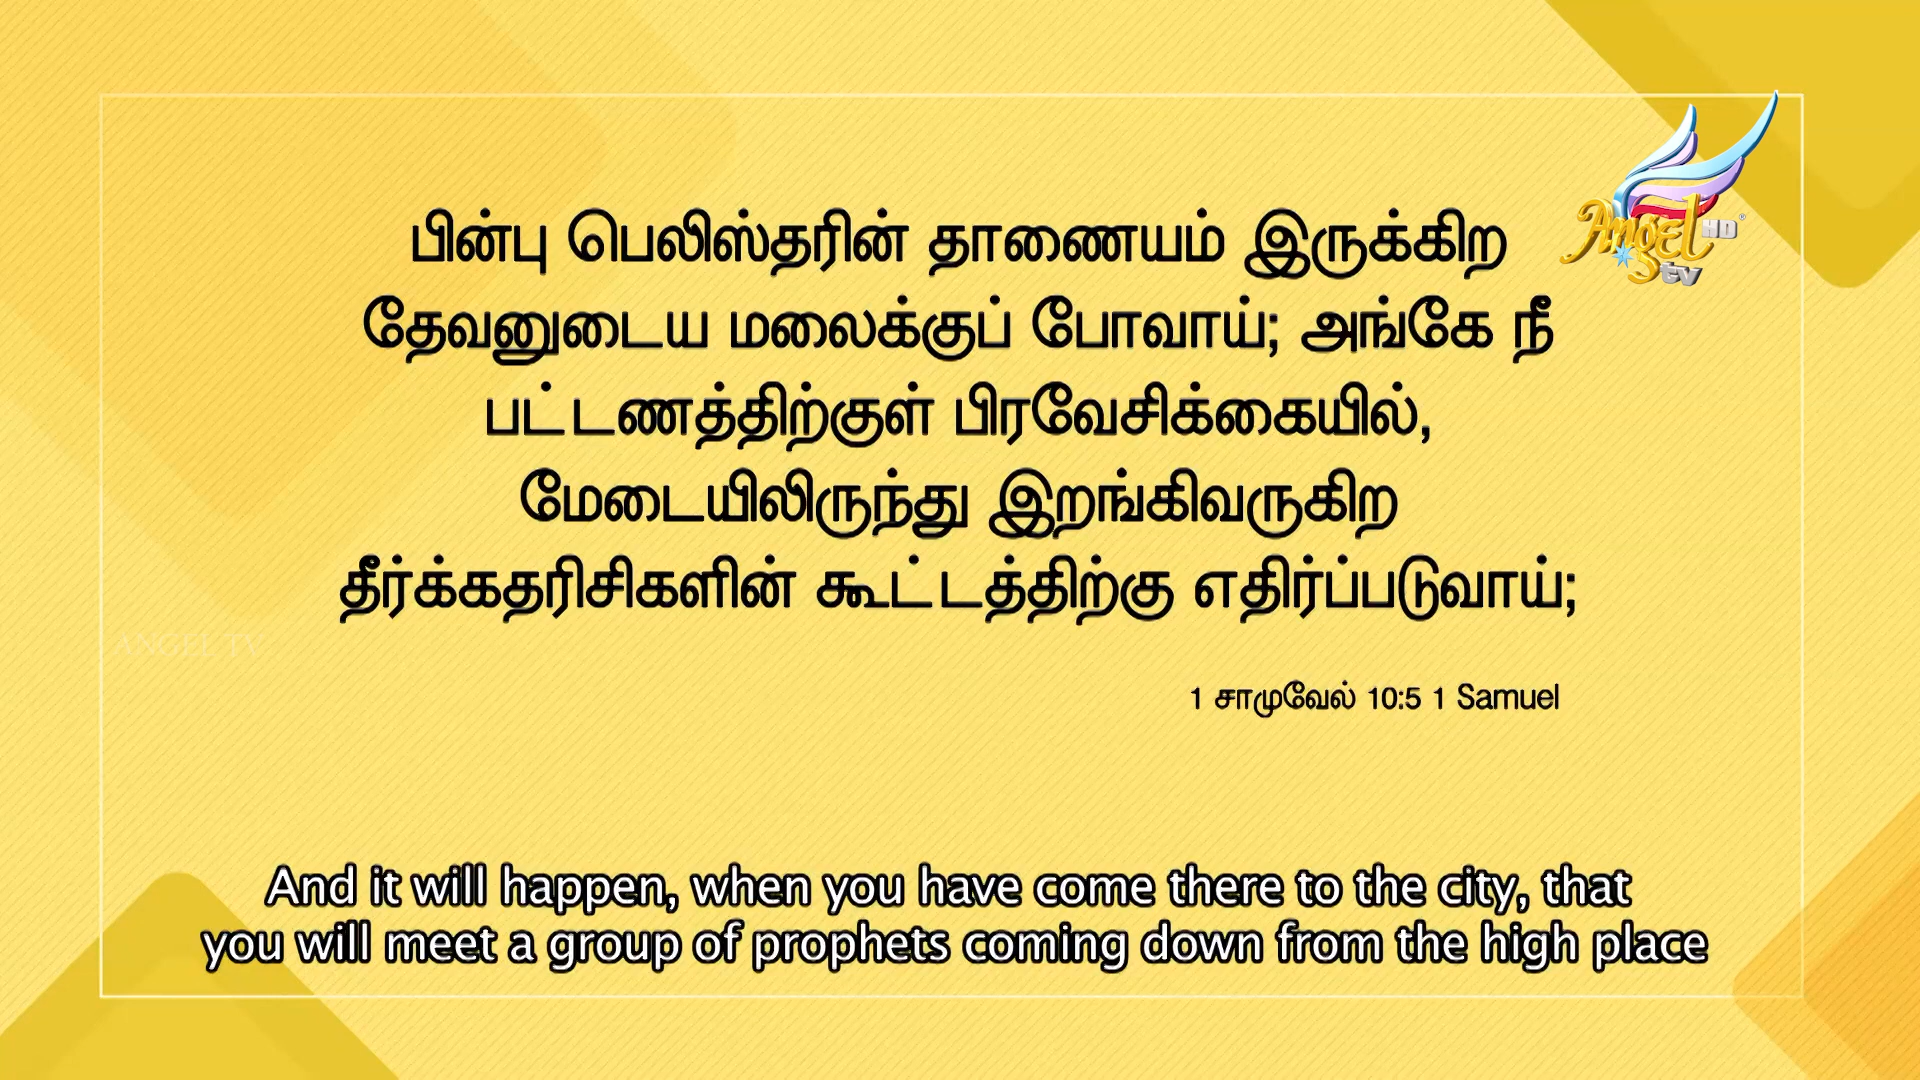 பின்பு பெலிஸ்தரின் தாணையம் இருக்கிற
தேவனுடைய மலைக்குப் போவாய்; அங்கே நீ
பட்டணத்திற்குள் பிரவேசிக்கையில்,
மேடையிலிருந்து இறங்கிவருகிற
தீர்க்கதரிசிகளின் கூட்டத்திற்கு எதிர்ப்படுவாய்;
1 சாமுவேல் 10:5 1 Samuel
And it will happen, when you have come there to the city, that
you will meet a group of prophets coming down from the high place
Angel HD
tv
ANGEL TV